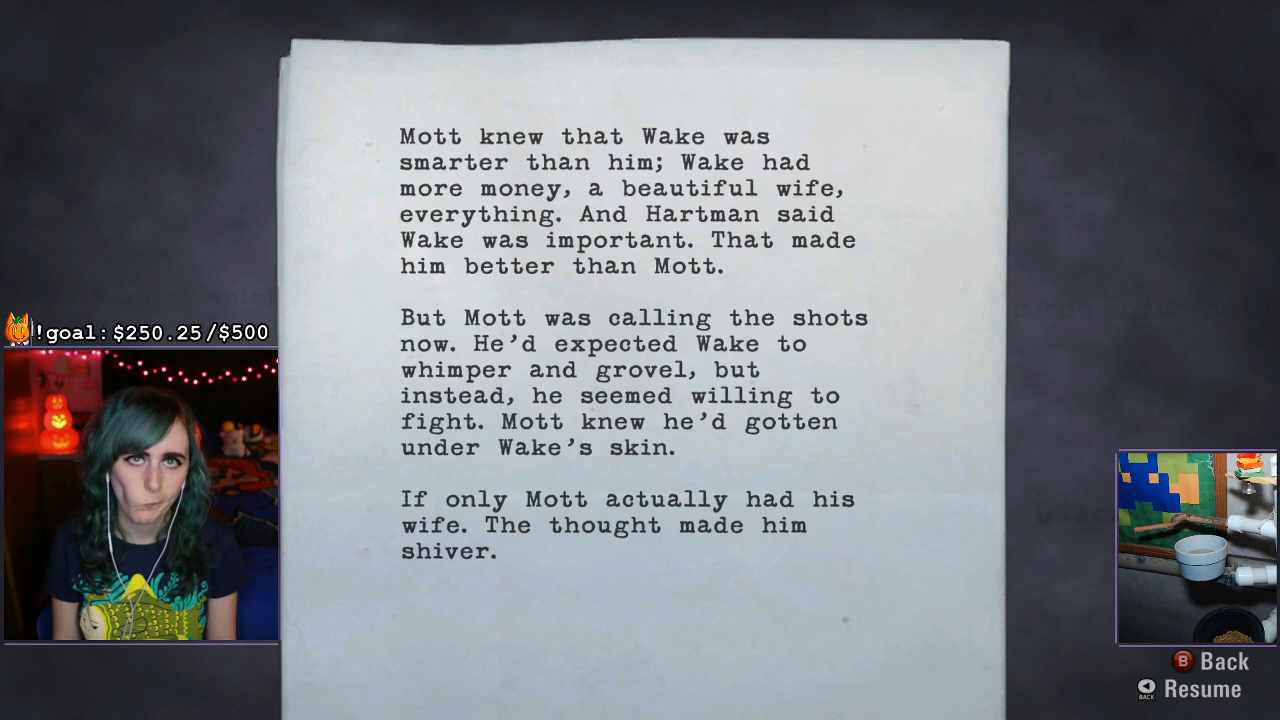 Mott knew that Wake was
smarter than him; Wake had
more money, a beautiful wife,
everything. And Hartman said
Wake was important. That made
him better than Mott.
But Mott was calling the shots
now. He’d expected Wake to
whimper and grovel, but
instead, he seemed willing to
fight. Mott knew he’d gotten
under Wake’s skin.
If only Mott actually had his
wife. The thought made him
shiver.
!goal: $250.25/$500
B Back
BACK Resume